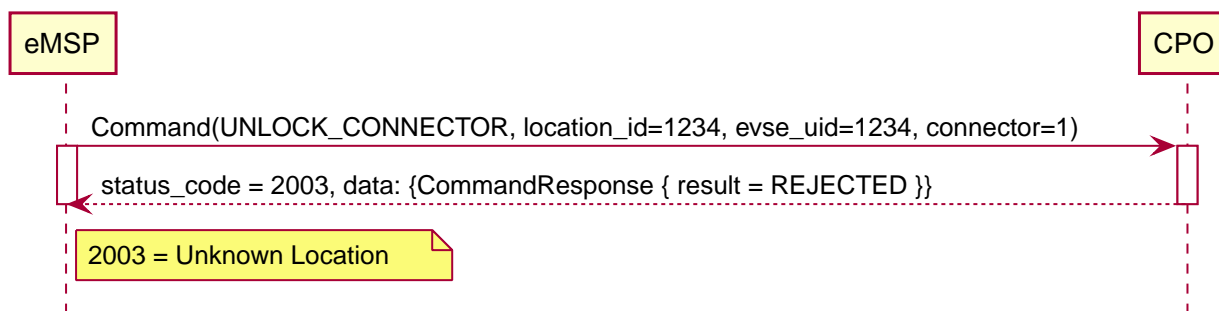 eMSP
CPO
Command(UNLOCK_CONNECTOR, location_id=1234, evse_uid=1234, connector=1)
status_code = 2003, data: {CommandResponse { result = REJECTED }}
2003 = Unknown Location